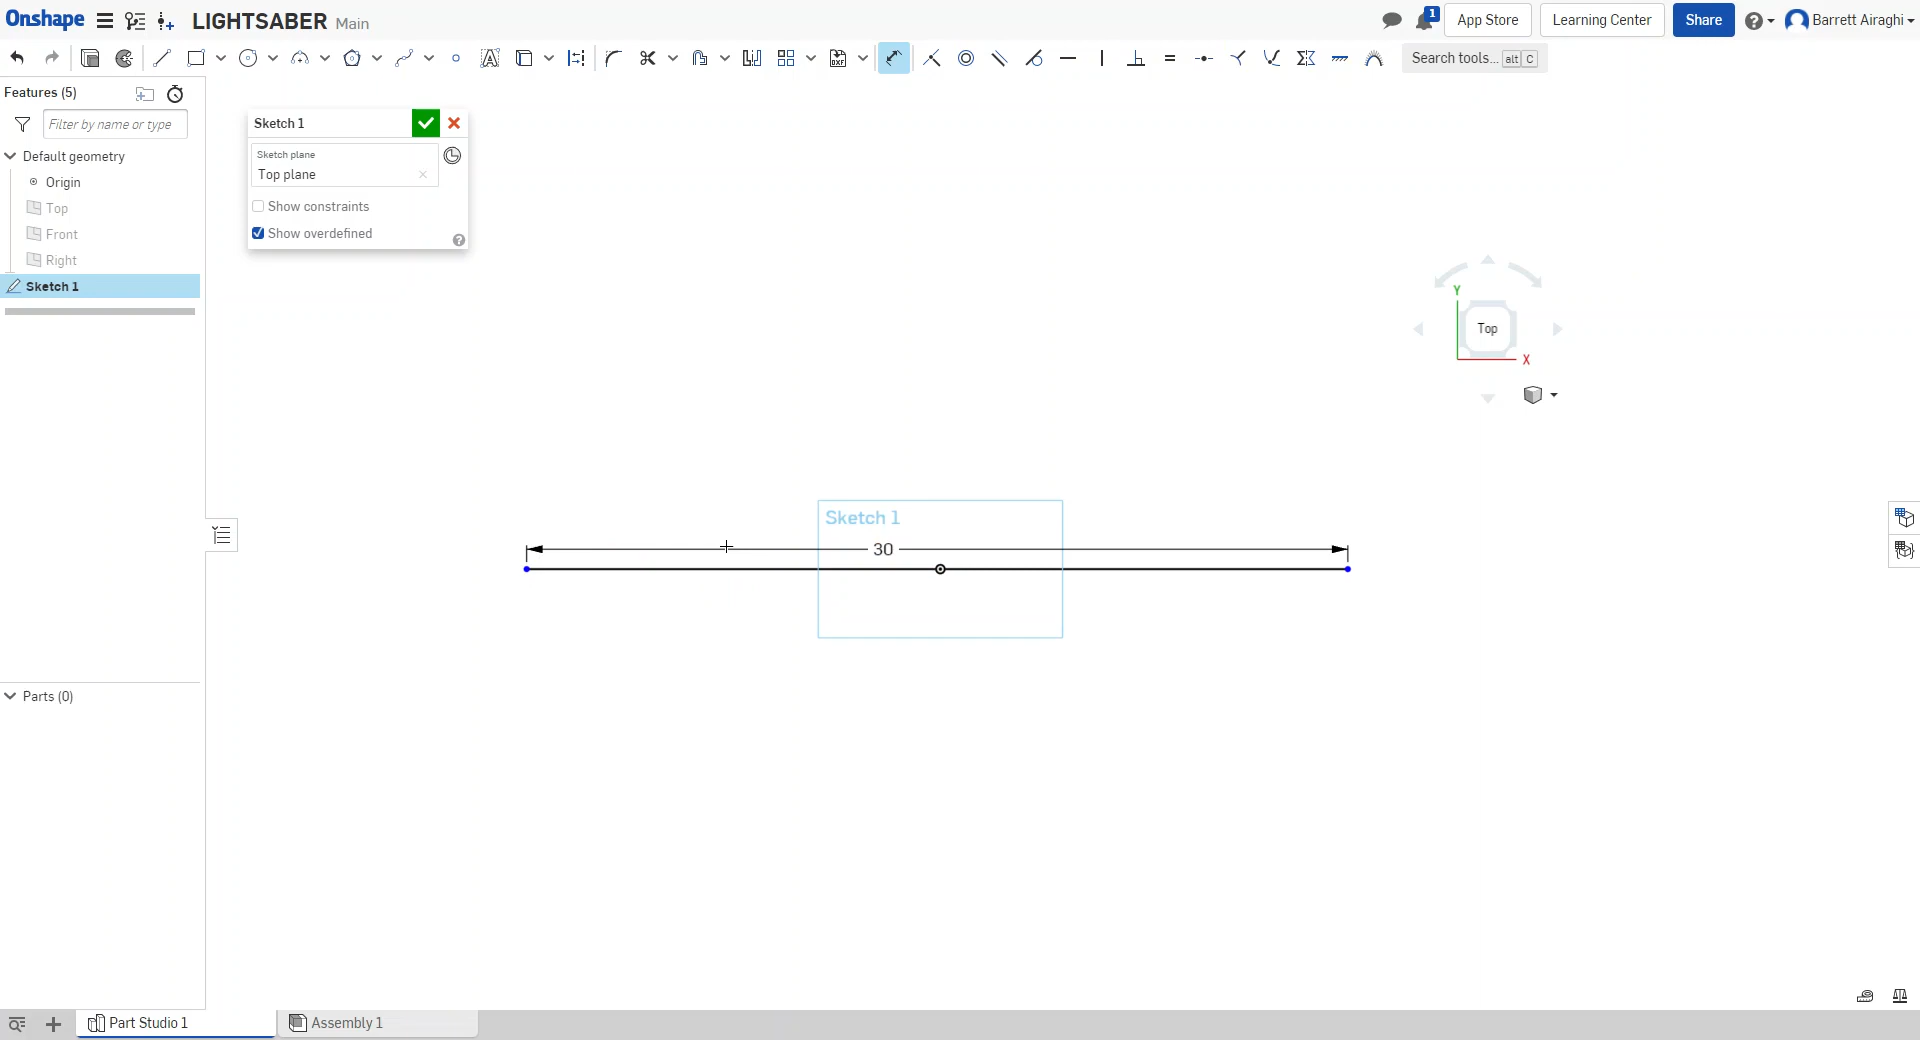 Onshape LIGHTSABER Main 1 App Store Learning Center Share Barrett Airaghi
Search tools... alt C
Features (5)
Filter by name or type
Default geometry
Origin
Top
Front
Right
Sketch 1
Sketch 1
Sketch plane
Top plane
Show constraints
Show overdefined
Y
Top
X
Sketch 1
30
Parts (0)
Part Studio 1 Assembly 1